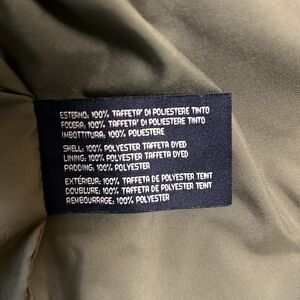 ESTERNO: 100% TAFFETA' DI POLIESTERE TINTO
FODERA: 100% TAFFETA' DI POLIESTERE TINTO
IMBOTTITURA: 100% POLIESTERE
SHELL: 100% POLYESTER TAFFETA DYED
LINING: 100% POLYESTER TAFFETA DYED
PADDING: 100% POLYESTER
EXTÉRIEUR: 100% TAFFETA DE POLYESTER TEINT
DOUBLURE: 100% TAFFETA DE POLYESTER TEINT
REMBOURRAGE: 100% POLYESTER